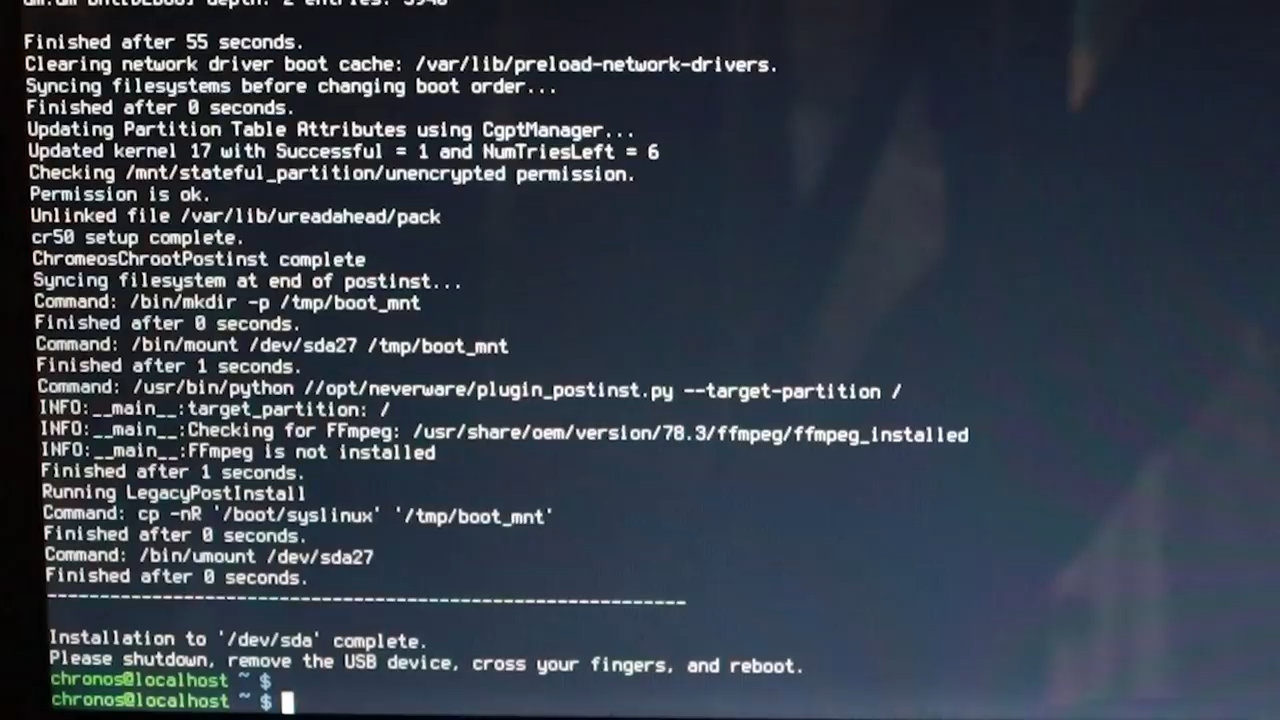 depth: 2 entries:
Finished after 55 seconds.
Clearing network driver boot cache: /var/lib/preload-network-drivers.
Syncing filesystems before changing boot order...
Finished after 0 seconds.
Updating Partition Table Attributes using CgptManager...
Updated kernel 17 with Successful = 1 and NumTriesLeft = 6
Checking /mnt/stateful_partition/unencrypted permission.
Permission is ok.
Unlinked file /var/lib/ureadahead/pack
cr50 setup complete.
ChromeosChrootPostinst complete
Syncing filesystem at end of postinst...
Command: /bin/mkdir -p /tmp/boot_mnt
Finished after 0 seconds.
Command: /bin/mount /dev/sda27 /tmp/boot_mnt
Finished after 1 seconds.
Command: /usr/bin/python //opt/neverware/plugin_postinst.py --target-partition /
INFO:__main__:target_partition: /
INFO:__main__:Checking for FFmpeg: /usr/share/oem/version/78.3/ffmpeg/ffmpeg_installed
INFO:__main__:FFmpeg is not installed
Finished after 1 seconds.
Running LegacyPostInstall
Command: cp -nR '/boot/syslinux' '/tmp/boot_mnt'
Finished after 0 seconds.
Command: /bin/umount /dev/sda27
Finished after 0 seconds.
------------------------------------------------------------
Installation to '/dev/sda' complete.
Please shutdown, remove the USB device, cross your fingers, and reboot.
chronos@localhost ~ $
chronos@localhost ~ $